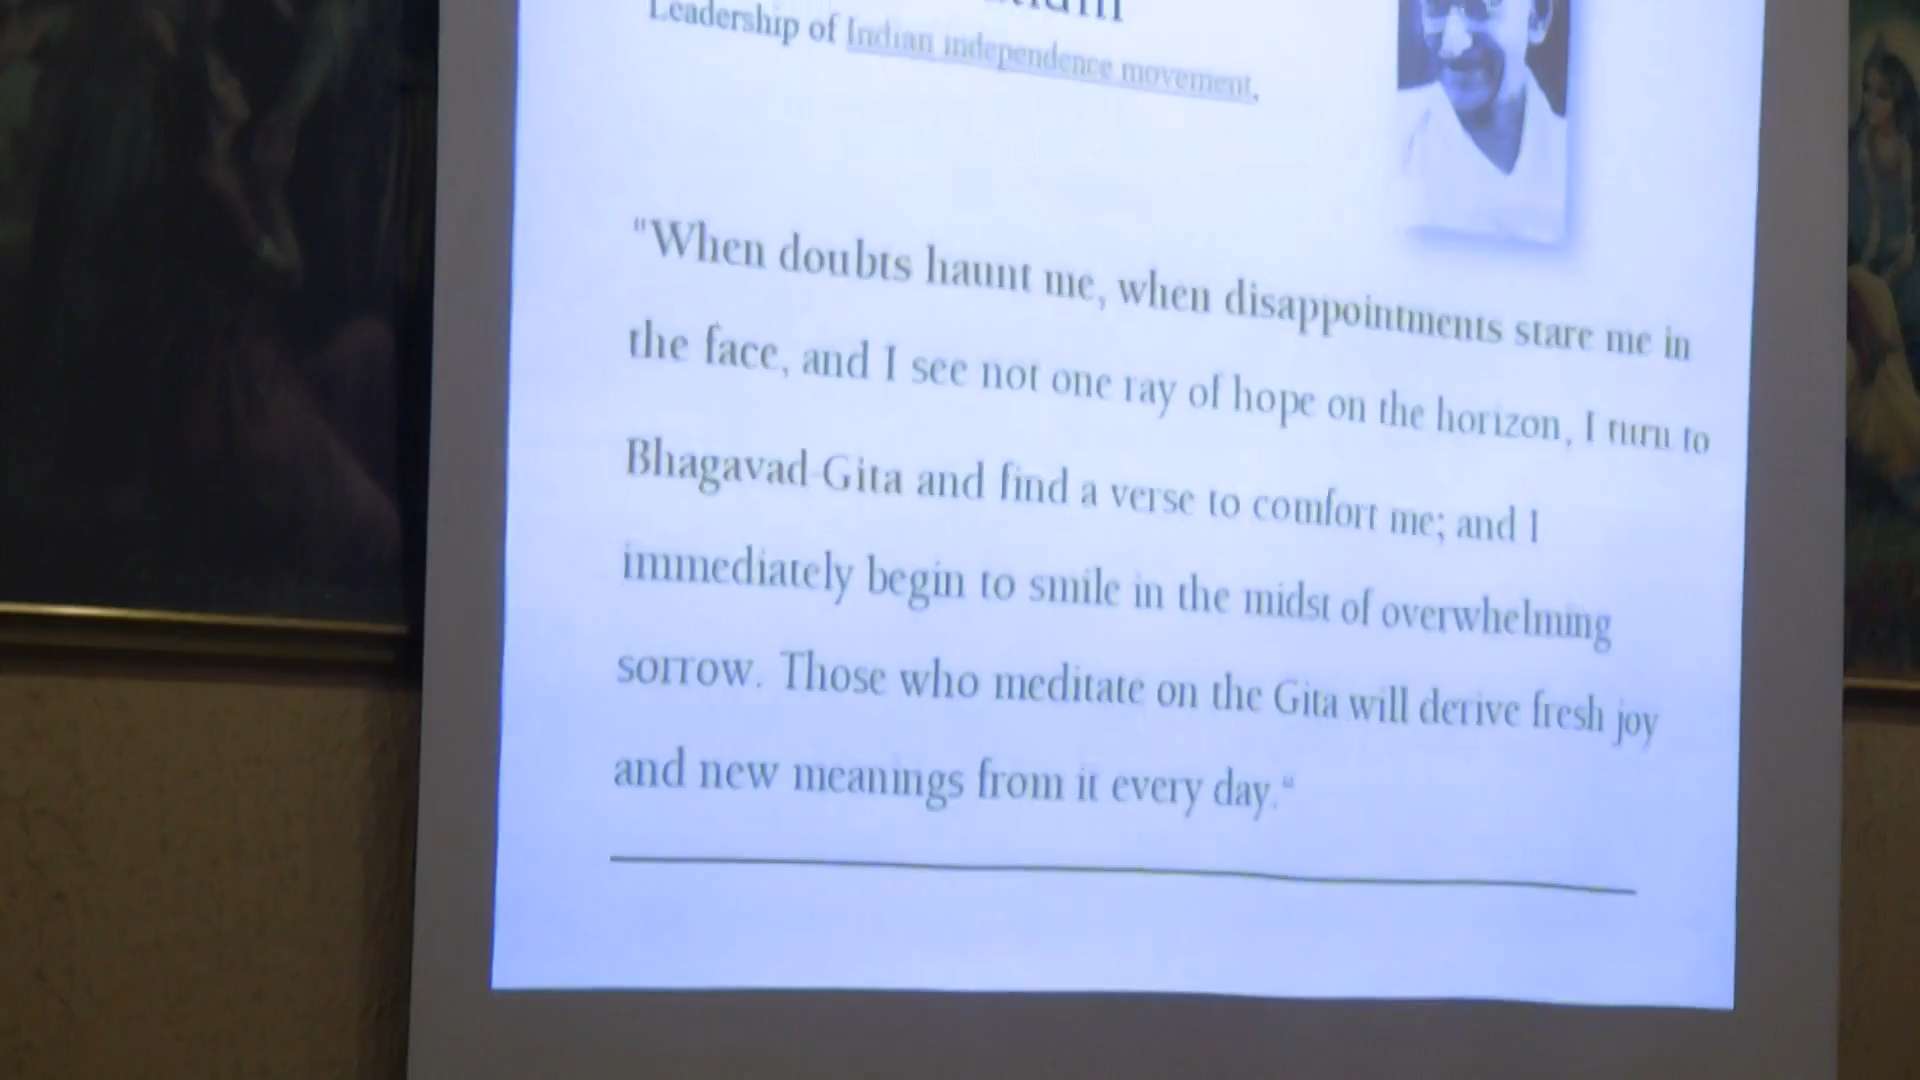 Leadership of Indian independence movement,
"When doubts haunt me, when disappointments stare me in
the face, and I see not one ray of hope on the horizon, I turn to
Bhagavad-Gita and find a verse to comfort me; and I
immediately begin to smile in the midst of overwhelming
sorrow. Those who meditate on the Gita will derive fresh joy
and new meanings from it every day."